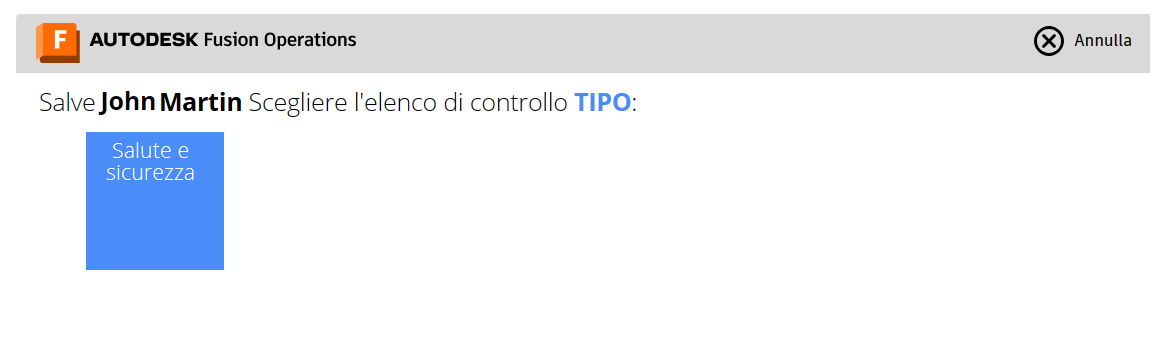 F AUTODESK Fusion Operations Annulla
Salve John Martin Scegliere l'elenco di controllo TIPO:
Salute e
sicurezza